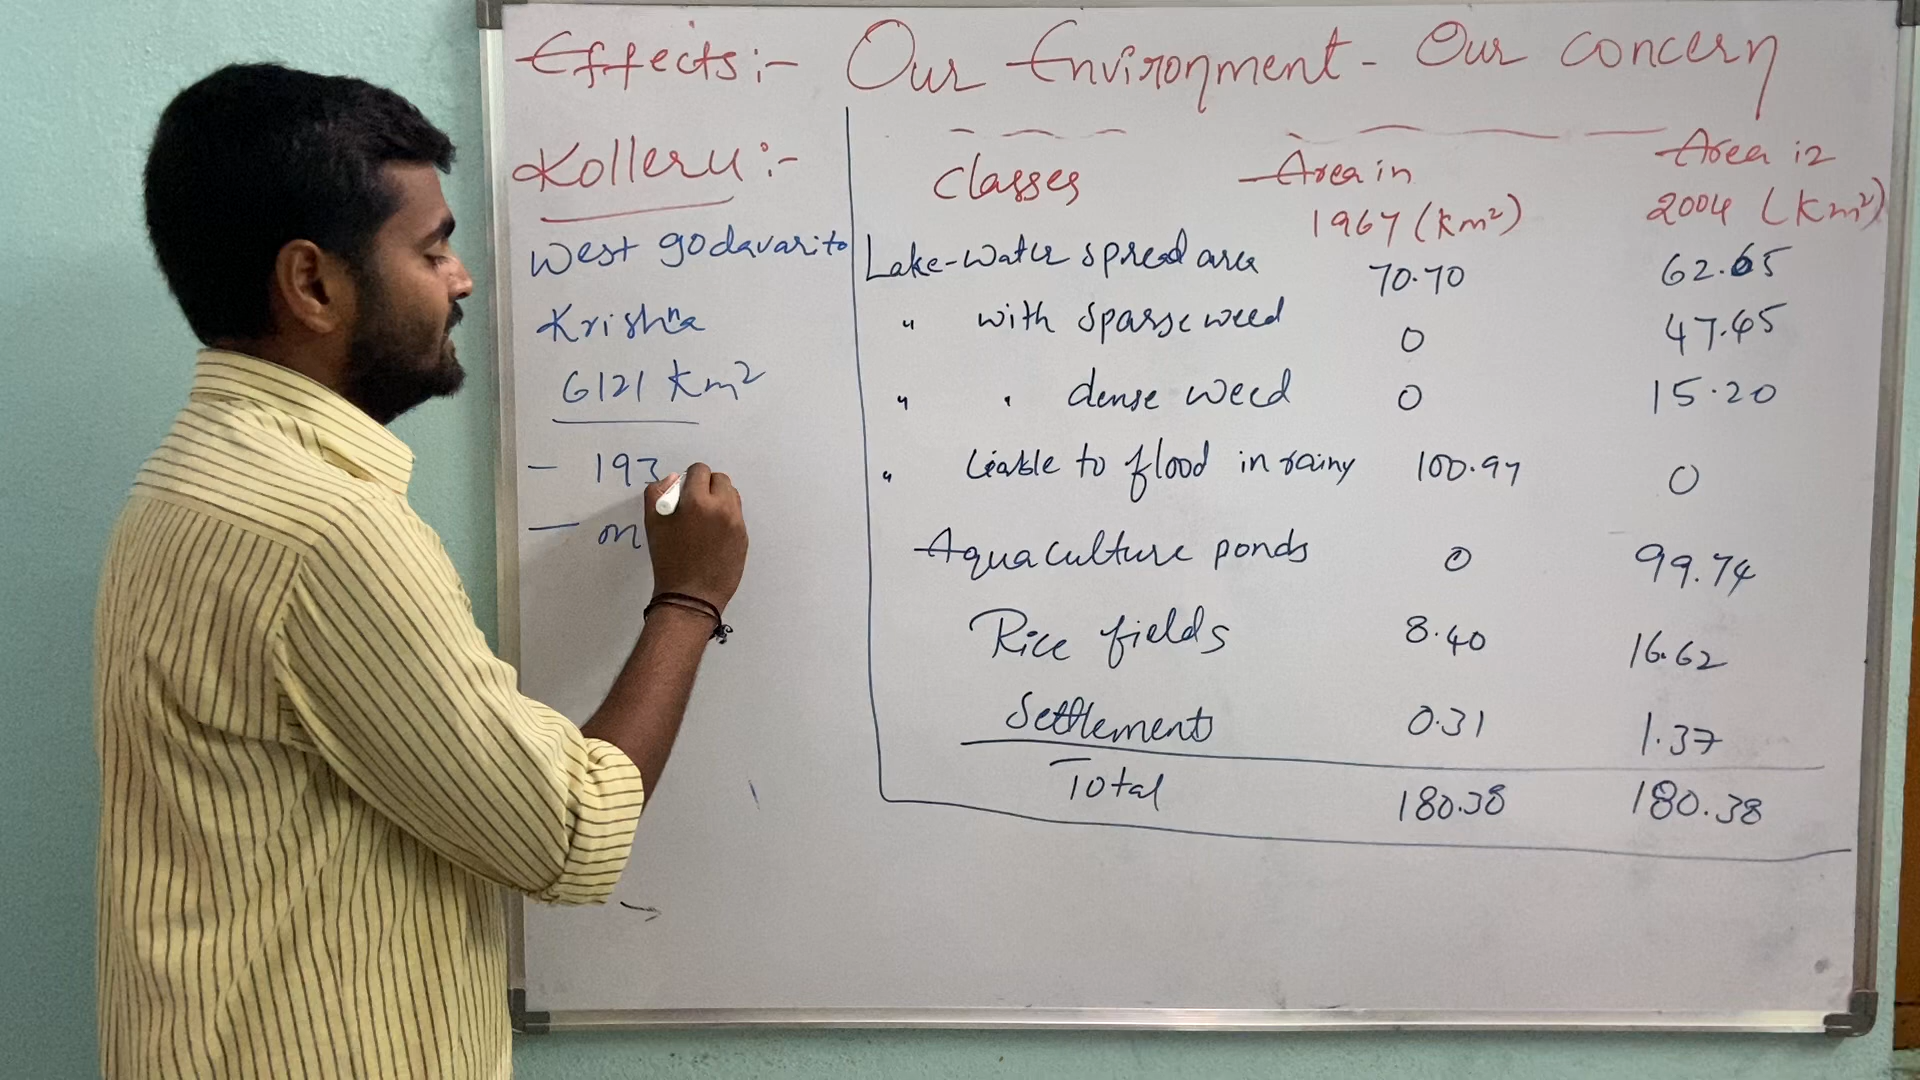 Effects:- Our Environment - Our concern
Kolleru:-
West godavari to
Krishna
6121 Km²
- 193
- on
Classes Area in 1967 (Km²) Area in 2004 (Km²)
Lake-water spread area 70.70 62.65
" with sparse weed 0 47.45
" " dense weed 0 15.20
" Liable to flood in rainy 100.97 0
Aquaculture ponds 0 99.74
Rice fields 8.40 16.62
Settlements 0.31 1.37
Total 180.38 180.38